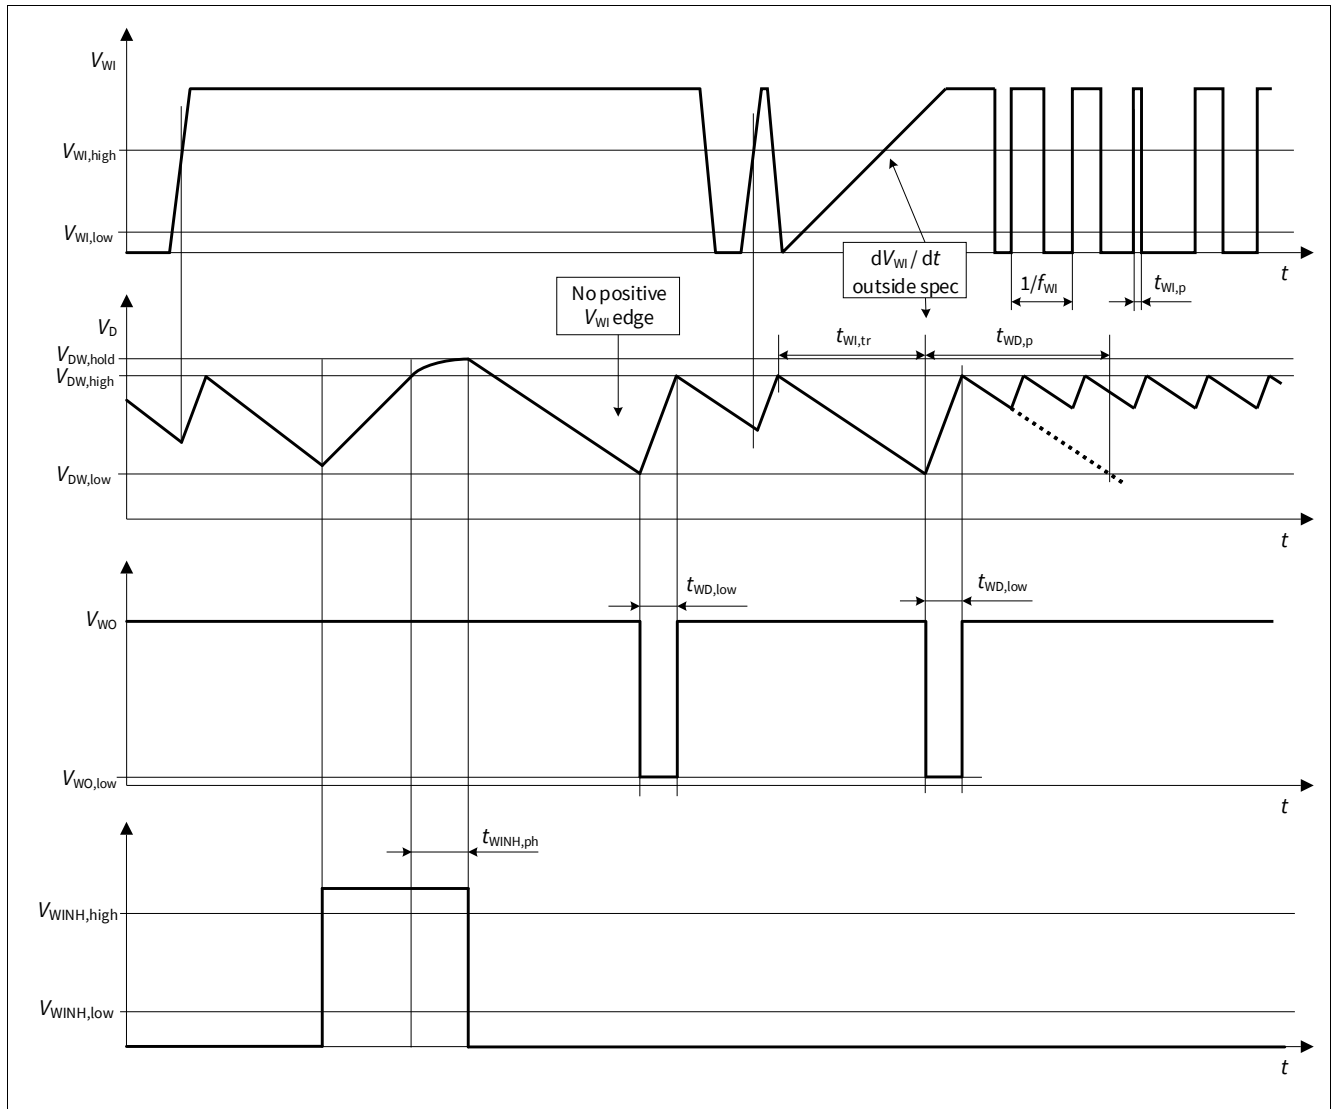 V_WI
V_WI,high
V_WI,low
dV_WI / dt
outside spec
t
1/f_WI
t_WI,p
No positive
V_WI edge
V_D
V_DW,hold
V_DW,high
t_WI,tr
t_WD,p
V_DW,low
t
t_WD,low
t_WD,low
V_WO
V_WO,low
t
t_WINH,ph
V_WINH,high
V_WINH,low
t